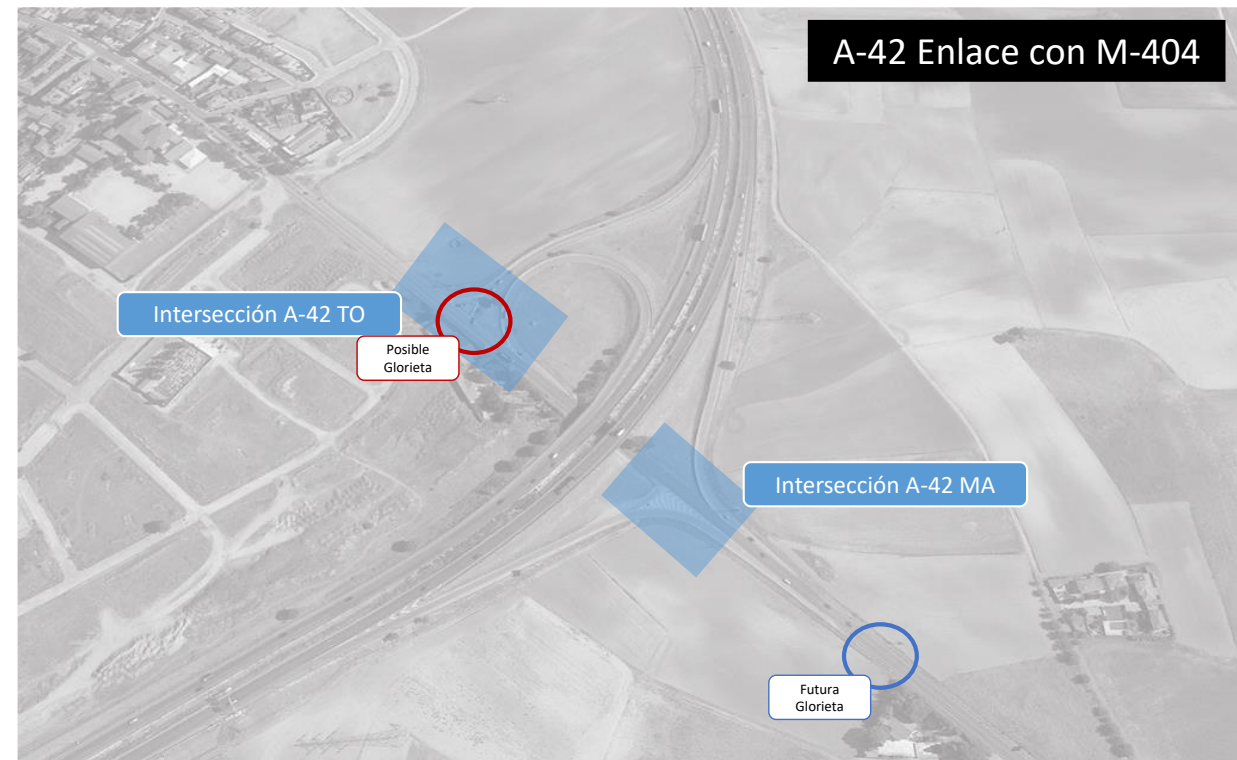 A-42 Enlace con M-404
Intersección A-42 TO
Posible
Glorieta
Intersección A-42 MA
Futura
Glorieta